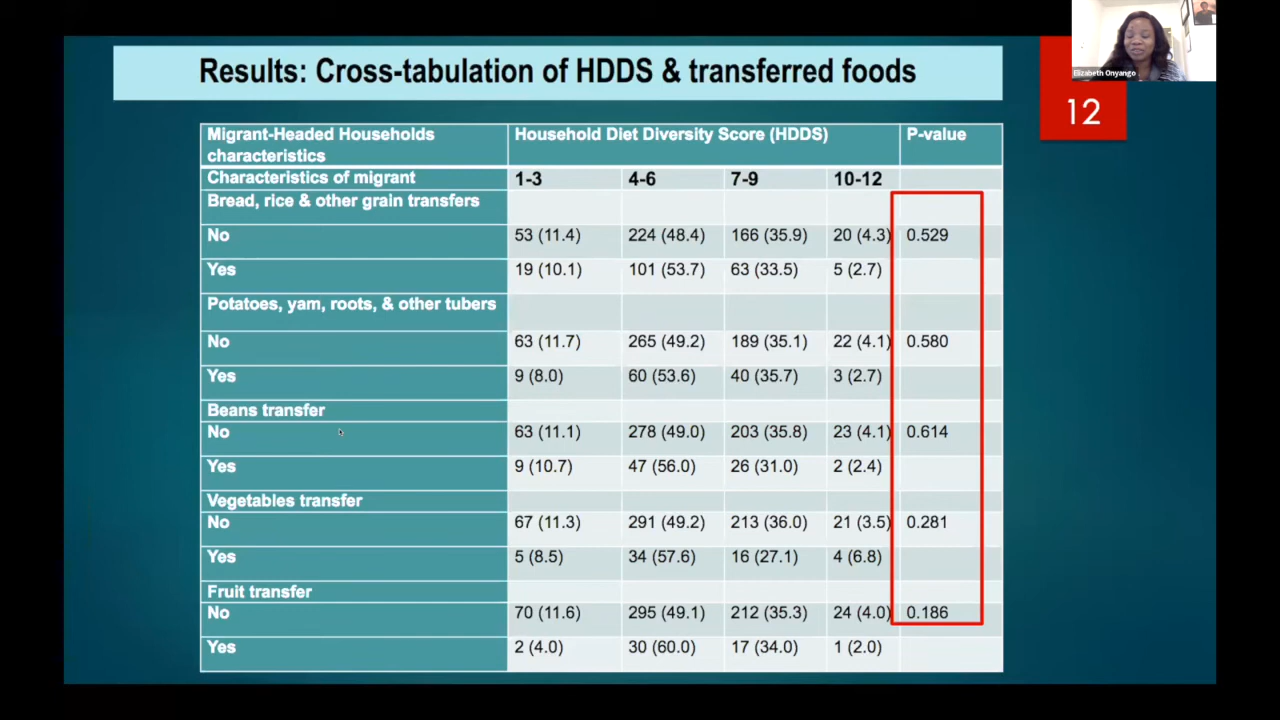 Results: Cross-tabulation of HDDS & transferred foods
Elizabeth Onyango
12
Migrant-Headed Households Household Diet Diversity Score (HDDS) P-value
characteristics
Characteristics of migrant 1-3 4-6 7-9 10-12
Bread, rice & other grain transfers
No 53 (11.4) 224 (48.4) 166 (35.9) 20 (4.3) 0.529
Yes 19 (10.1) 101 (53.7) 63 (33.5) 5 (2.7)
Potatoes, yam, roots, & other tubers
No 63 (11.7) 265 (49.2) 189 (35.1) 22 (4.1) 0.580
Yes 9 (8.0) 60 (53.6) 40 (35.7) 3 (2.7)
Beans transfer
No 63 (11.1) 278 (49.0) 203 (35.8) 23 (4.1) 0.614
Yes 9 (10.7) 47 (56.0) 26 (31.0) 2 (2.4)
Vegetables transfer
No 67 (11.3) 291 (49.2) 213 (36.0) 21 (3.5) 0.281
Yes 5 (8.5) 34 (57.6) 16 (27.1) 4 (6.8)
Fruit transfer
No 70 (11.6) 295 (49.1) 212 (35.3) 24 (4.0) 0.186
Yes 2 (4.0) 30 (60.0) 17 (34.0) 1 (2.0)